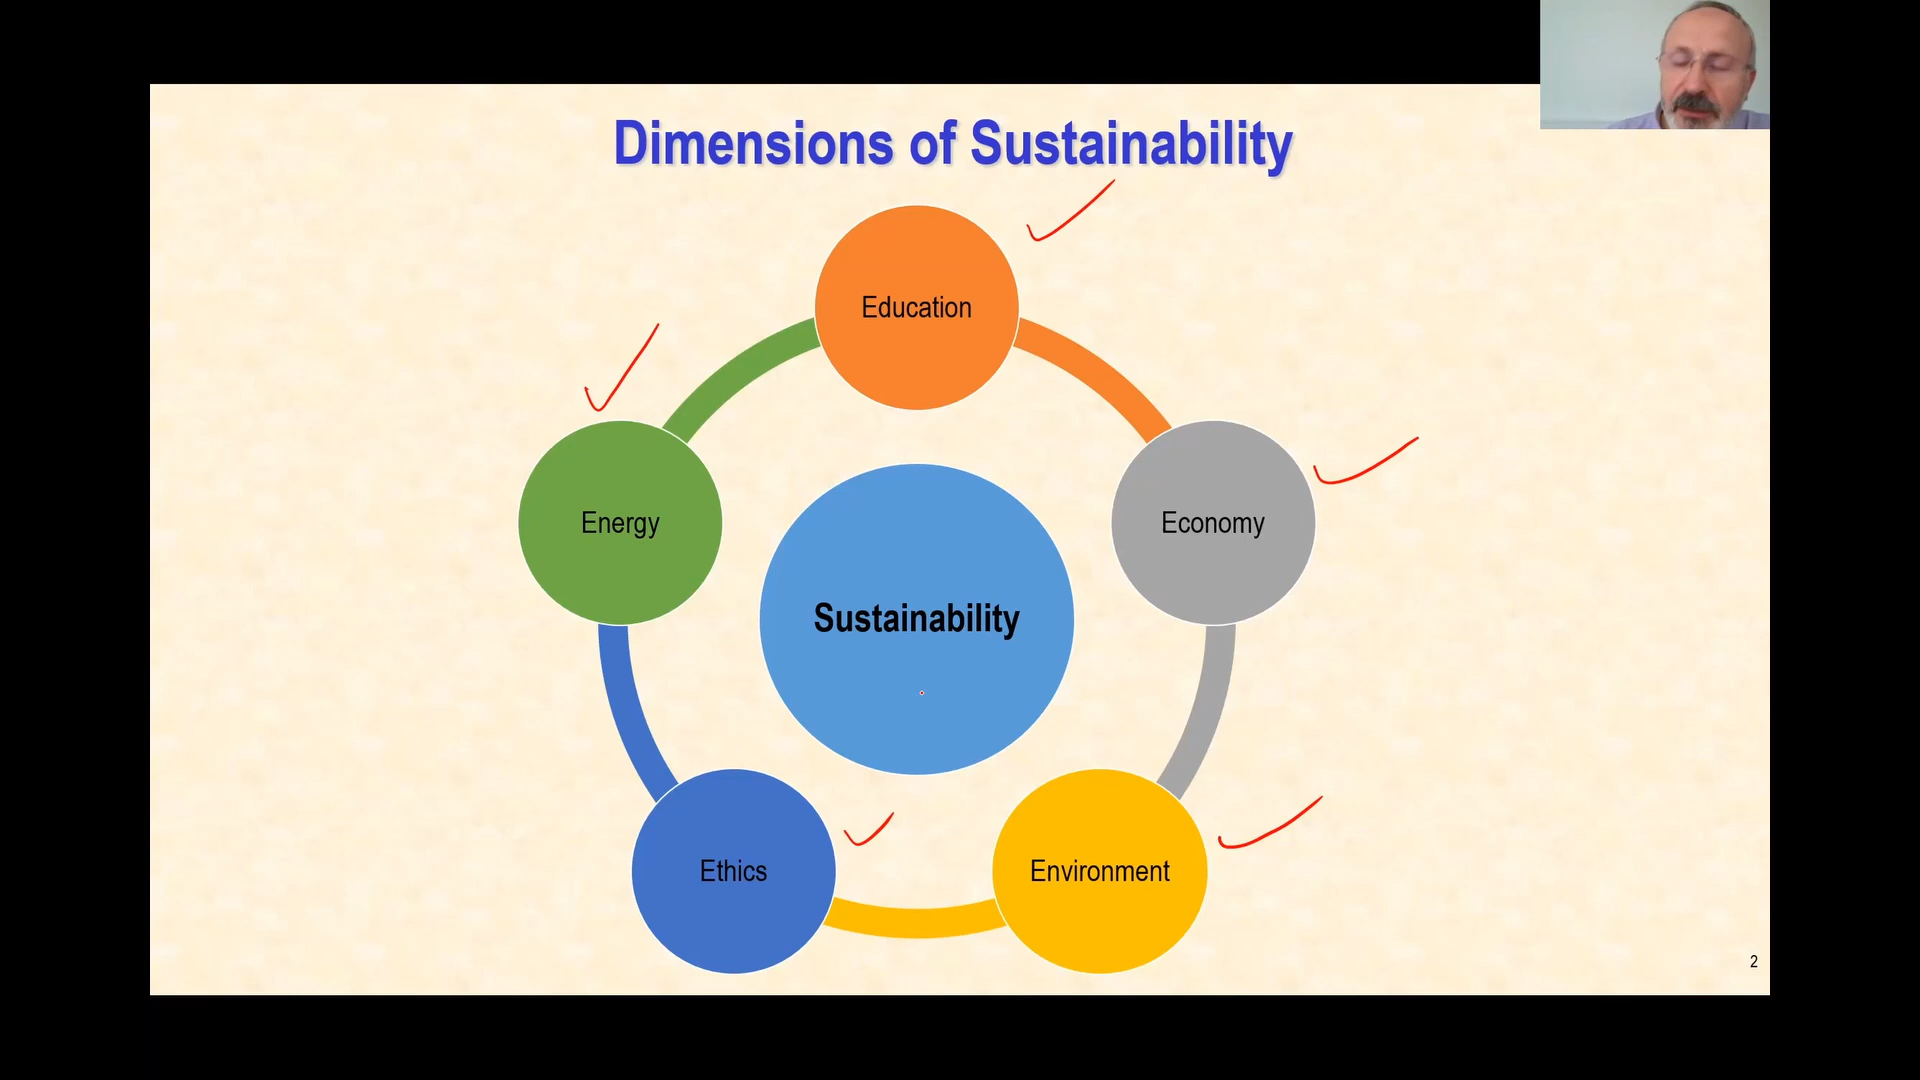 Dimensions of Sustainability
Education
Energy
Economy
Sustainability
Ethics
Environment
2